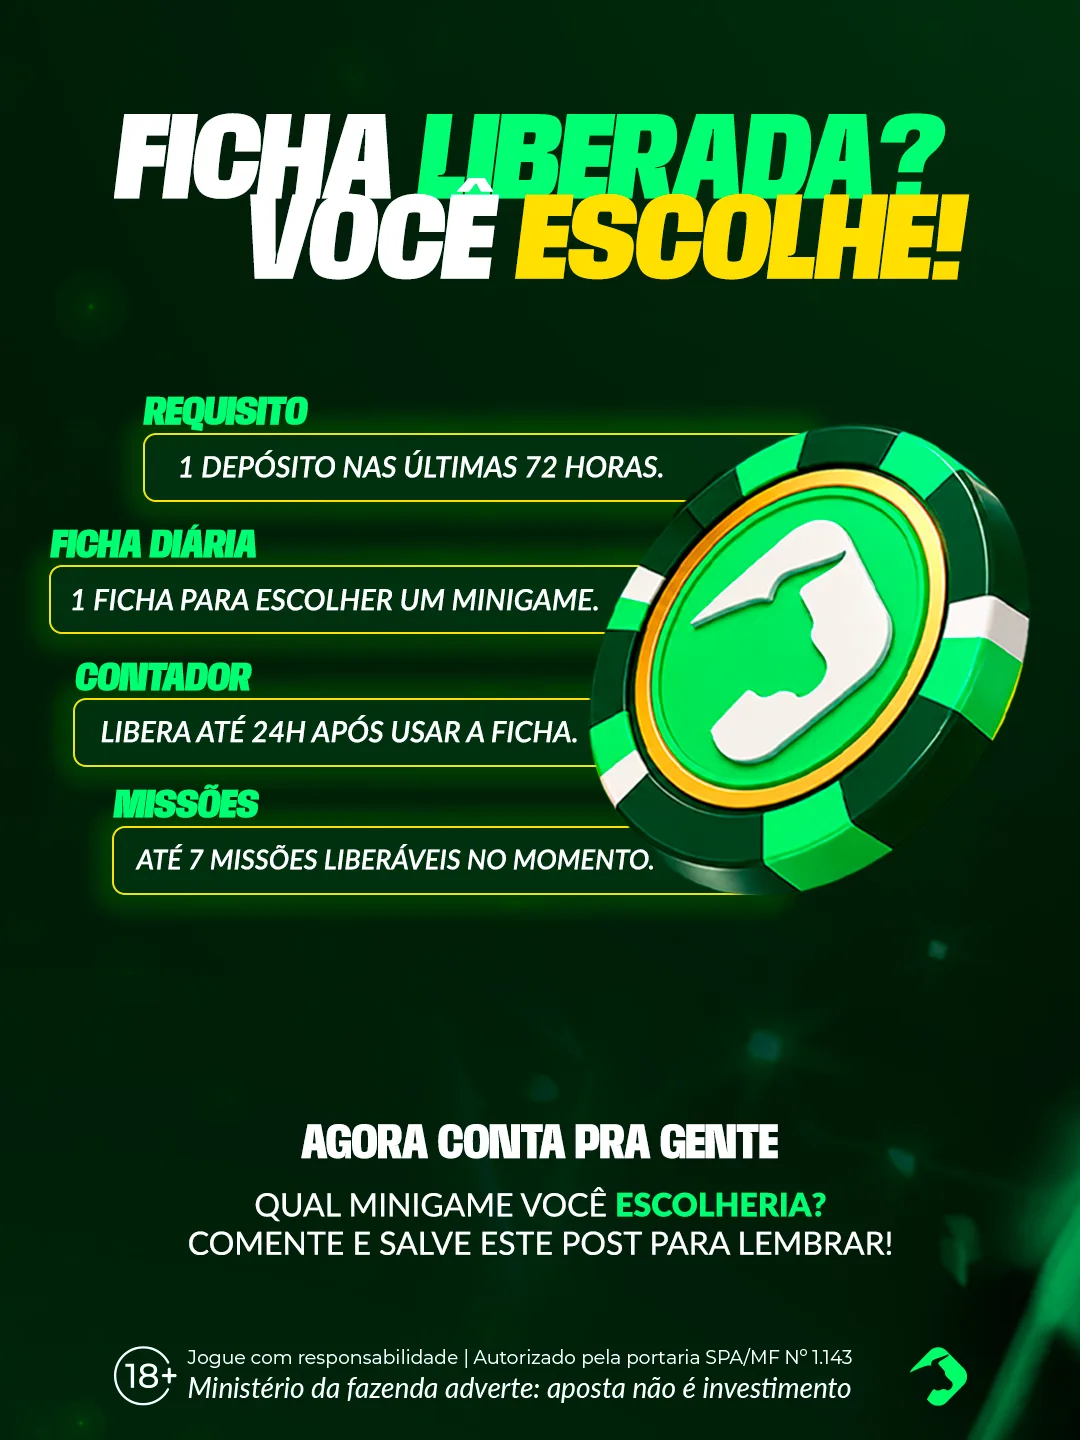 FICHA LIBERADA?
VOCÊ ESCOLHE!
REQUISITO
1 DEPÓSITO NAS ÚLTIMAS 72 HORAS.
FICHA DIÁRIA
1 FICHA PARA ESCOLHER UM MINIGAME.
CONTADOR
LIBERA ATÉ 24H APÓS USAR A FICHA.
MISSÕES
ATÉ 7 MISSÕES LIBERÁVEIS NO MOMENTO.
AGORA CONTA PRA GENTE
QUAL MINIGAME VOCÊ ESCOLHERIA?
COMENTE E SALVE ESTE POST PARA LEMBRAR!
18+
Jogue com responsabilidade | Autorizado pela portaria SPA/MF Nº 1.143
Ministério da fazenda adverte: aposta não é investimento